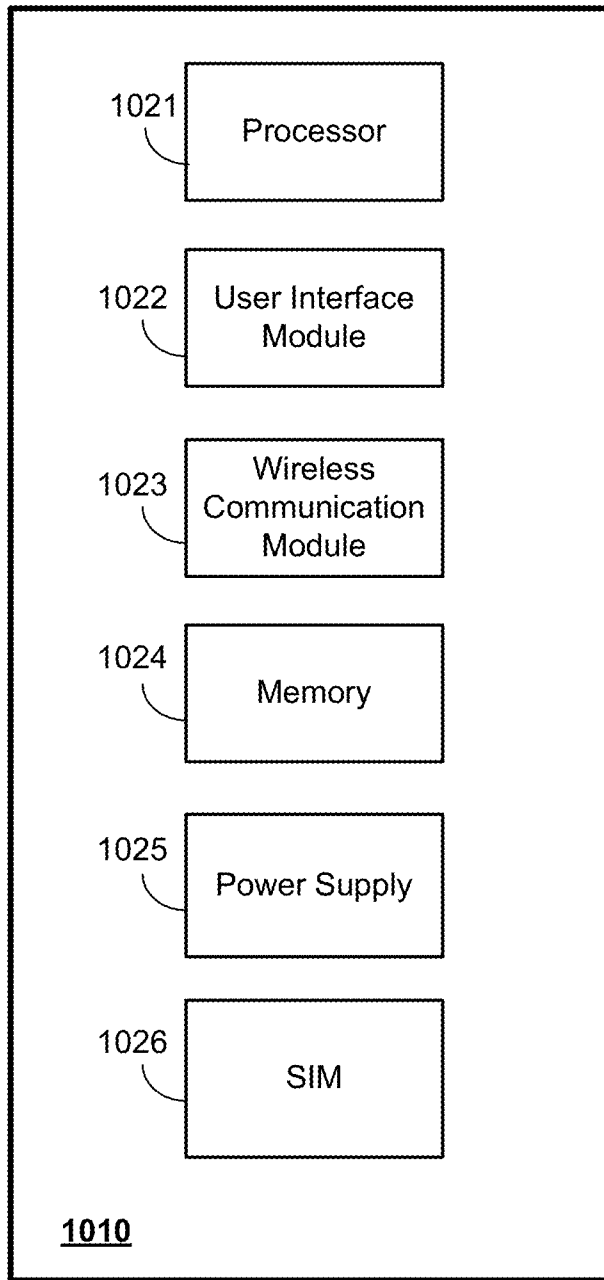 1021
Processor
1022
User Interface
Module
1023
Wireless
Communication
Module
1024
Memory
1025
Power Supply
1026
SIM
1010